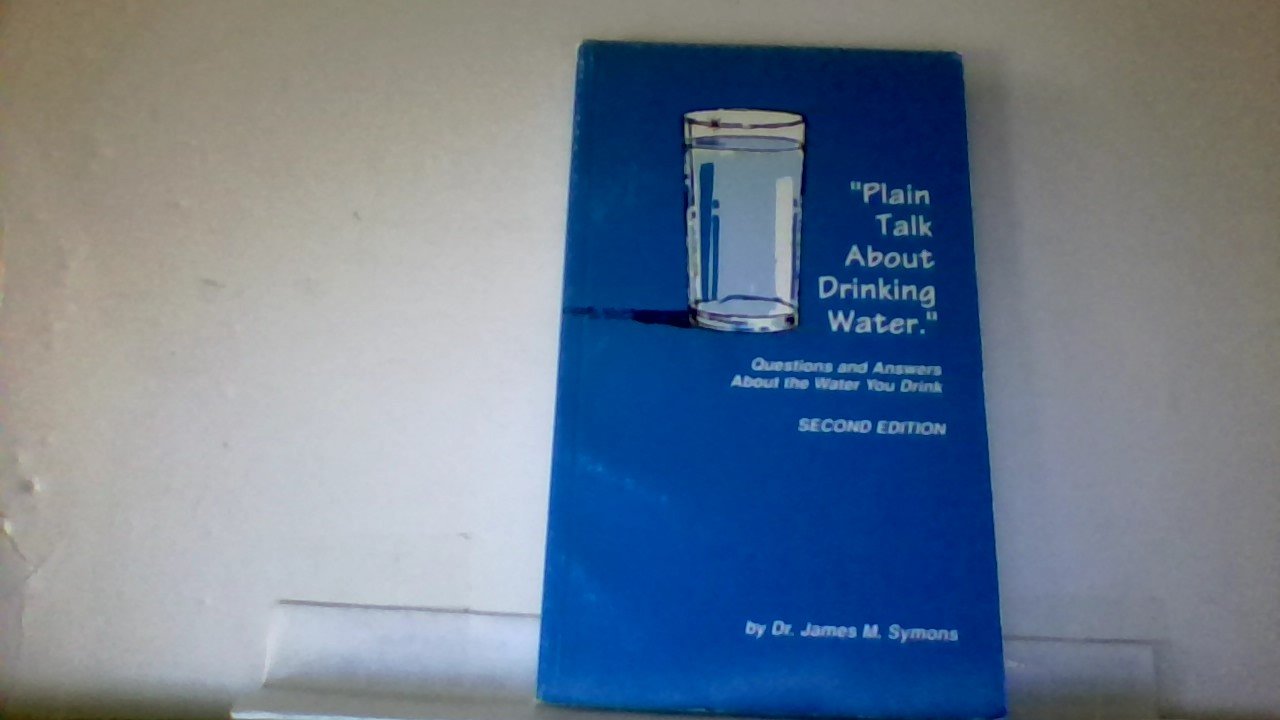 "Plain
Talk
About
Drinking
Water."
Questions and Answers
About the Water You Drink
SECOND EDITION
by Dr. James M. Symons